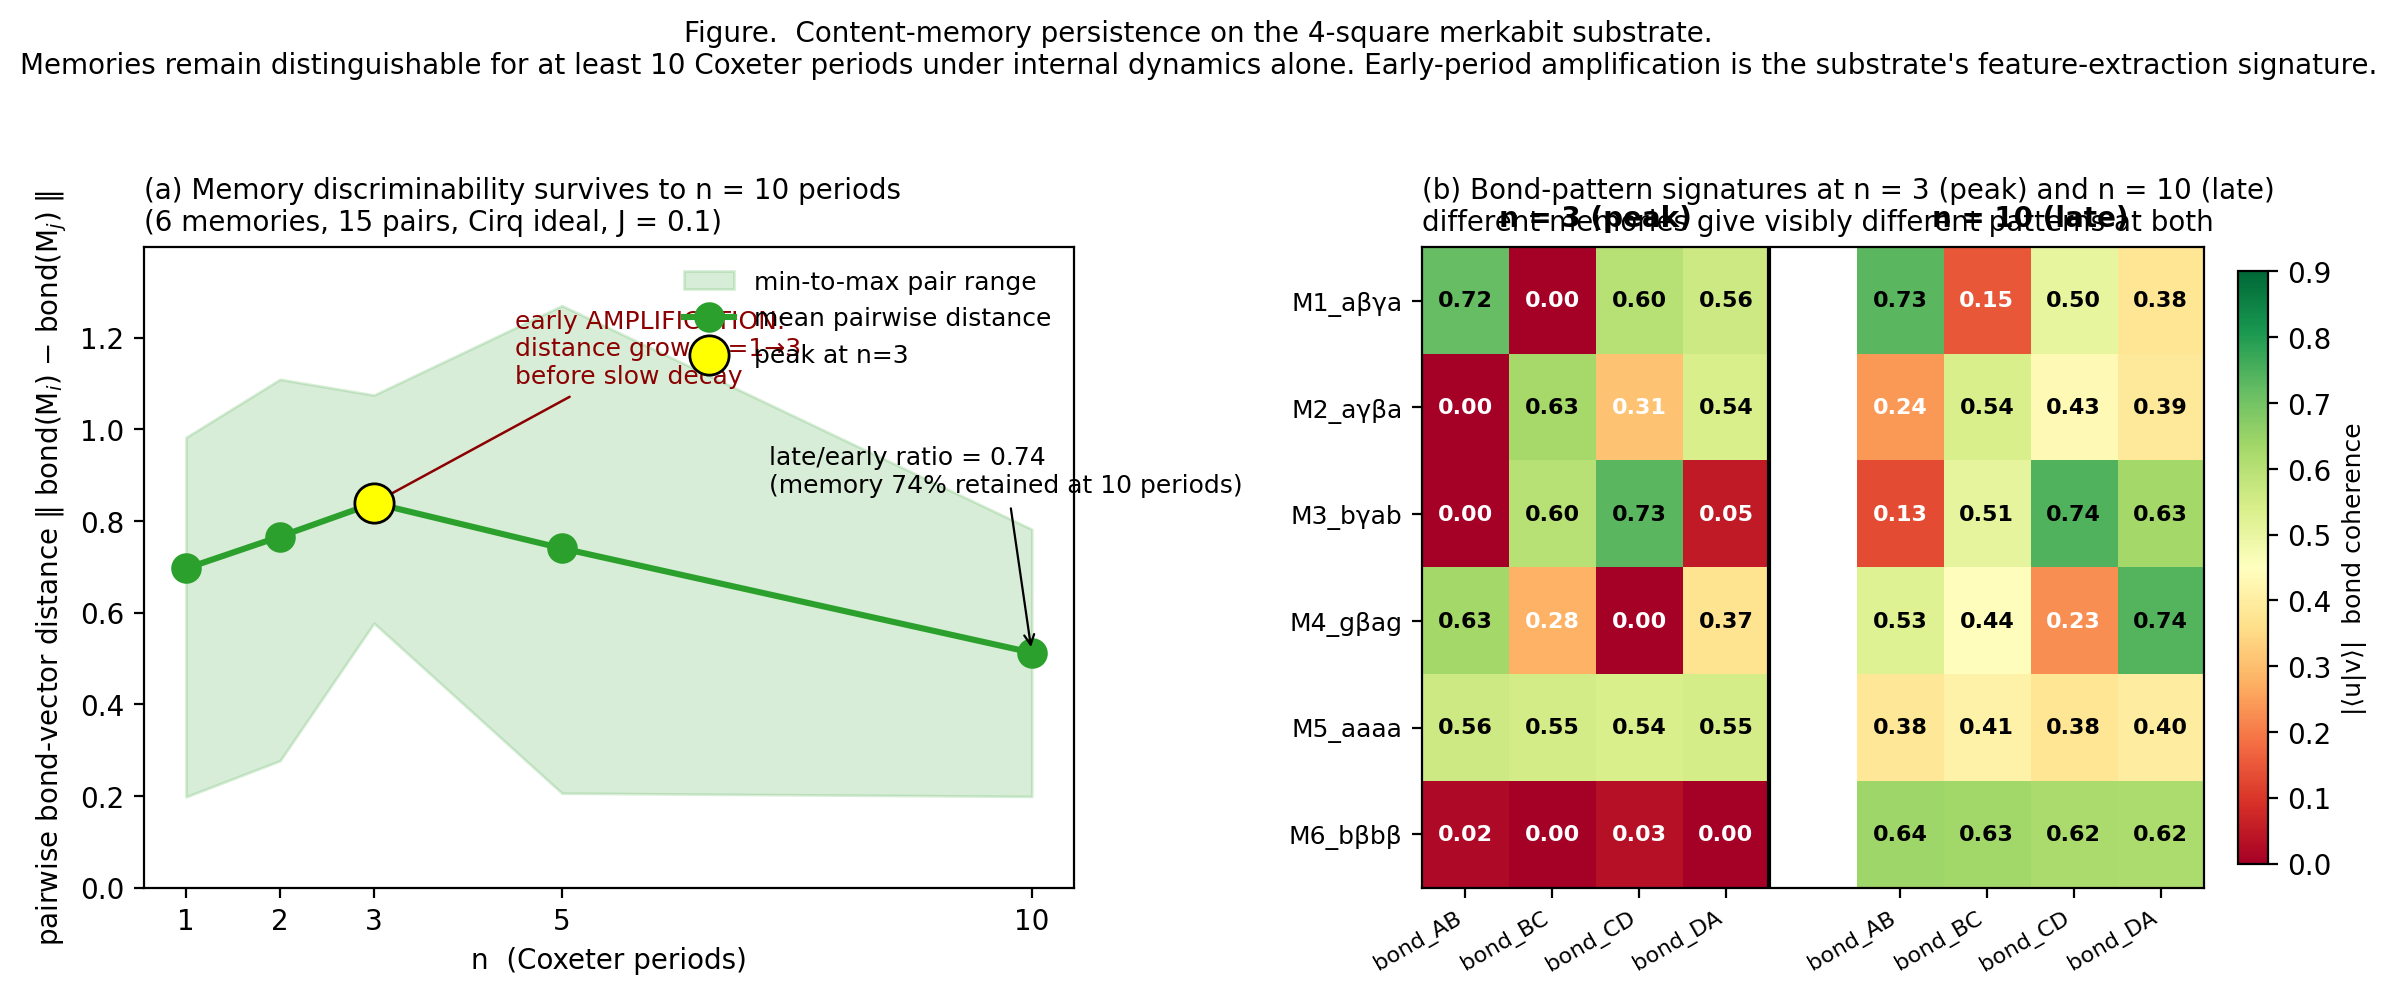 Figure.  Content-memory persistence on the 4-square merkabit substrate.
Memories remain distinguishable for at least 10 Coxeter periods under internal dynamics alone. Early-period amplification is the substrate's feature-extraction signature.
(a) Memory discriminability survives to n = 10 periods
(6 memories, 15 pairs, Cirq ideal, J = 0.1)
pairwise bond-vector distance ‖ bond(M_i) − bond(M_j) ‖
1.2
1.0
0.8
0.6
0.4
0.2
0.0
min-to-max pair range
mean pairwise distance
peak at n=3
early AMPLIFICATION:
distance grows n=1→3
before slow decay
late/early ratio = 0.74
(memory 74% retained at 10 periods)
1 2 3 5 10
n  (Coxeter periods)
(b) Bond-pattern signatures at n = 3 (peak) and n = 10 (late)
different memories give visibly different patterns at both
n = 3 (peak) n = 10 (late)
M1_aβγa 0.72 0.00 0.60 0.56 0.73 0.15 0.50 0.38
M2_aγβa 0.00 0.63 0.31 0.54 0.24 0.54 0.43 0.39
M3_bγab 0.00 0.60 0.73 0.05 0.13 0.51 0.74 0.63
M4_gβag 0.63 0.28 0.00 0.37 0.53 0.44 0.23 0.74
M5_aaaa 0.56 0.55 0.54 0.55 0.38 0.41 0.38 0.40
M6_bβbβ 0.02 0.00 0.03 0.00 0.64 0.63 0.62 0.62
bond_AB bond_BC bond_CD bond_DA bond_AB bond_BC bond_CD bond_DA
0.9
0.8
0.7
0.6
0.5
0.4
0.3
0.2
0.1
0.0
|⟨u|v⟩|  bond coherence